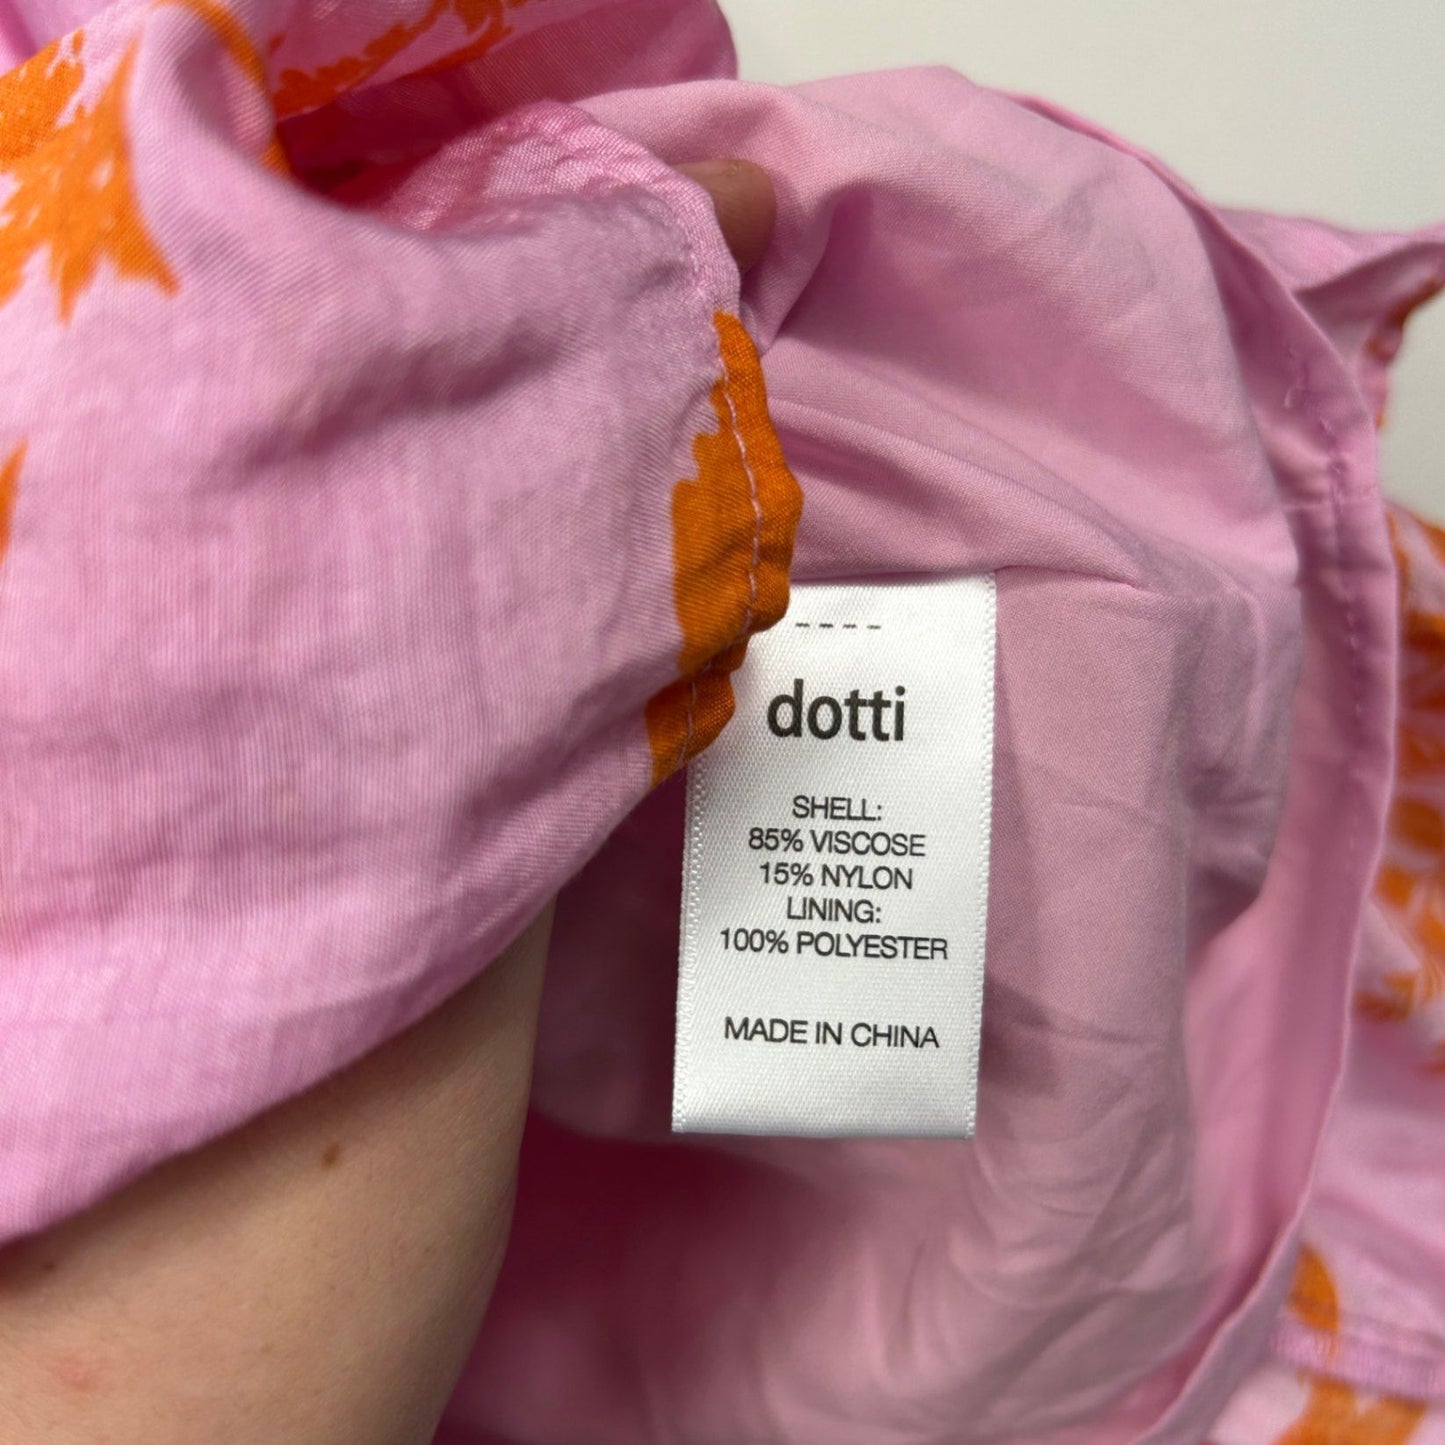 dotti
SHELL:
85% VISCOSE
15% NYLON
LINING:
100% POLYESTER
MADE IN CHINA